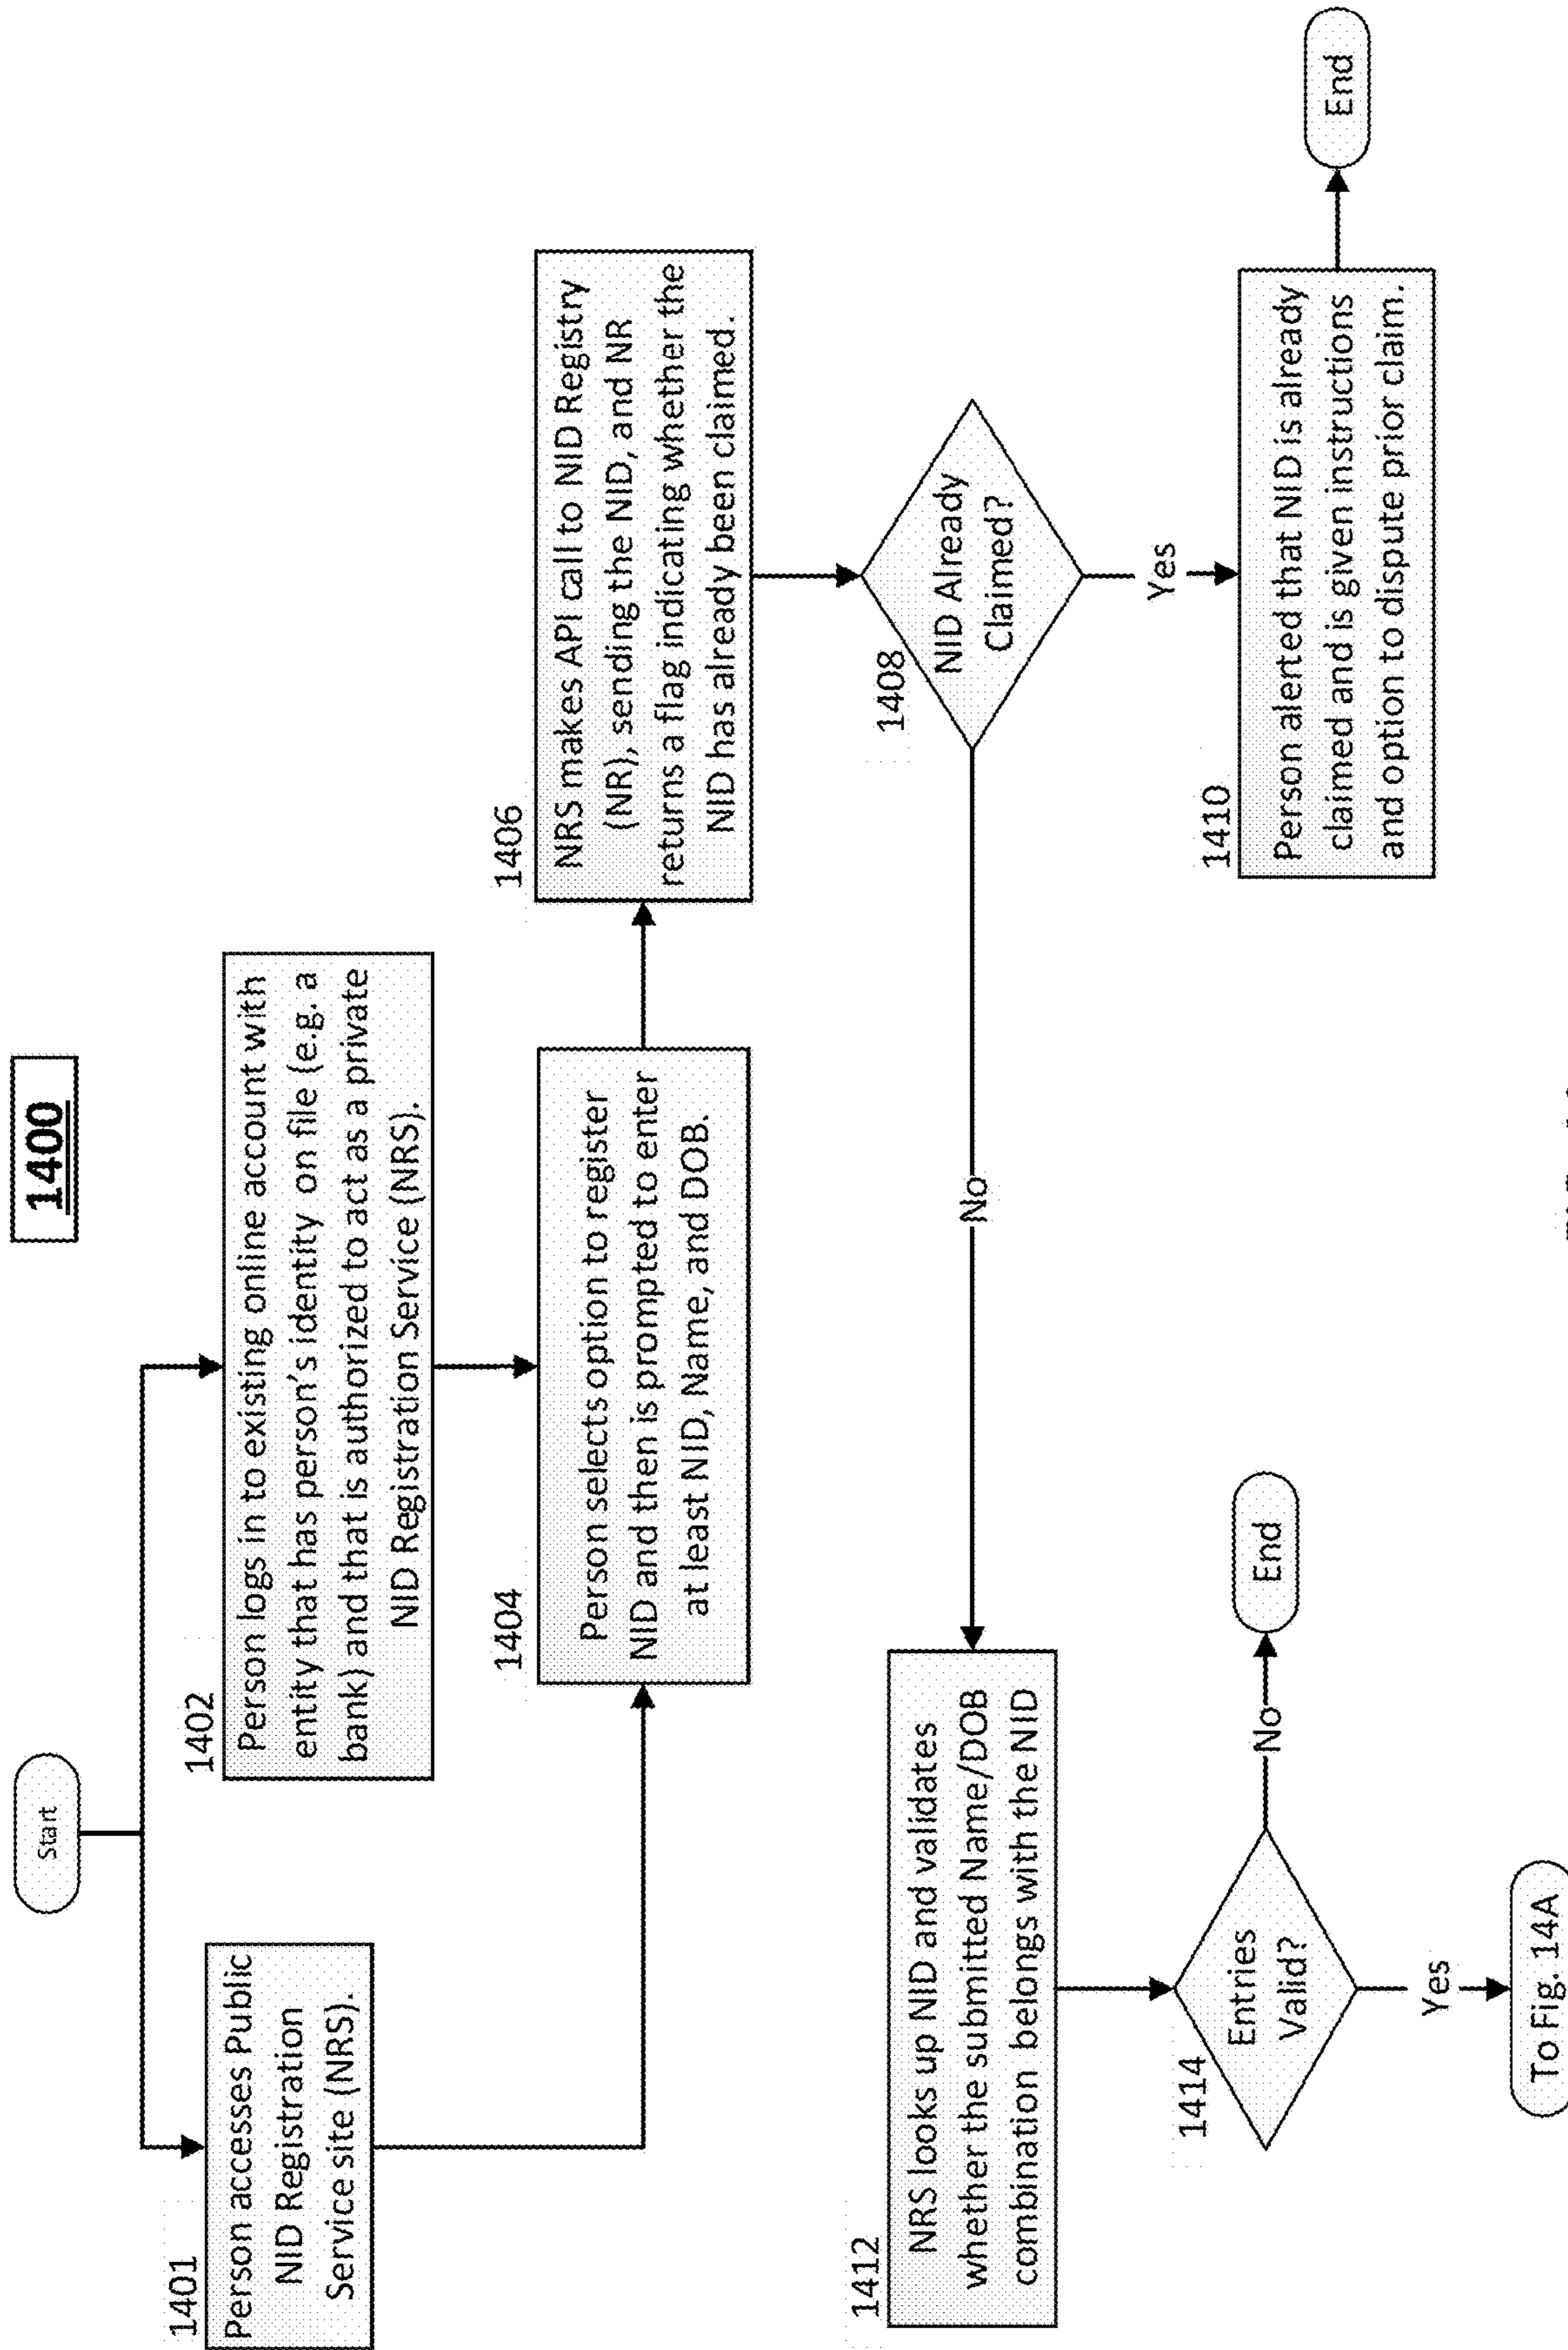 1400
Start
1401
Person accesses Public
NID Registration
Service site (NRS).
1402
Person logs in to existing online account with
entity that has person's identity on file (e.g. a
bank) and that is authorized to act as a private
NID Registration Service (NRS).
1404
Person selects option to register
NID and then is prompted to enter
at least NID, Name, and DOB.
1406
NRS makes API call to NID Registry
(NR), sending the NID, and NR
returns a flag indicating whether the
NID has already been claimed.
1408
NID Already
Claimed?
No
Yes
1410
Person alerted that NID is already
claimed and is given instructions
and option to dispute prior claim.
End
1412
NRS looks up NID and validates
whether the submitted Name/DOB
combination belongs with the NID
1414
Entries
Valid?
No
End
Yes
To Fig. 14A